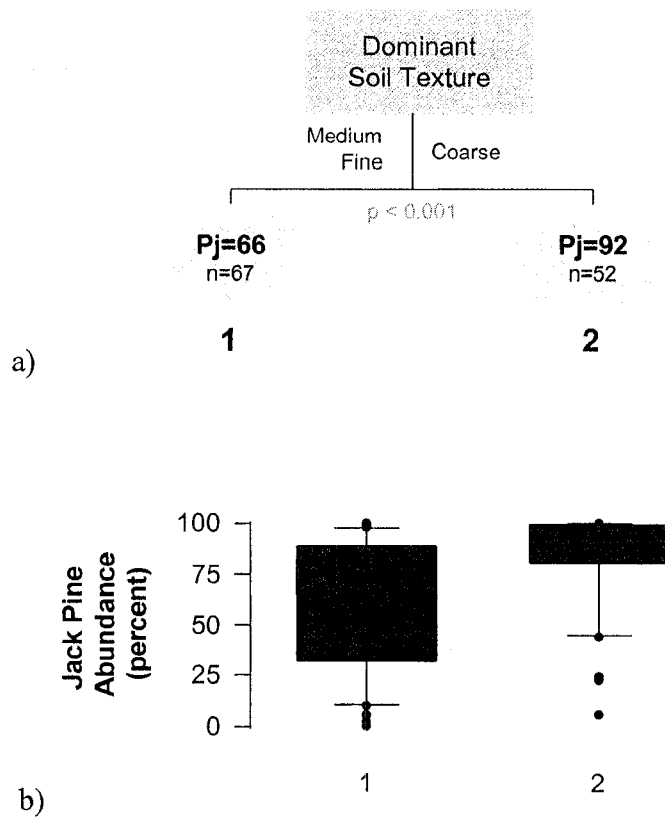 Dominant
Soil Texture
Medium
Fine
Coarse
p < 0.001
Pj=66
n=67
Pj=92
n=52
1
2
a)
Jack Pine
Abundance
(percent)
100
75
50
25
0
1
2
b)